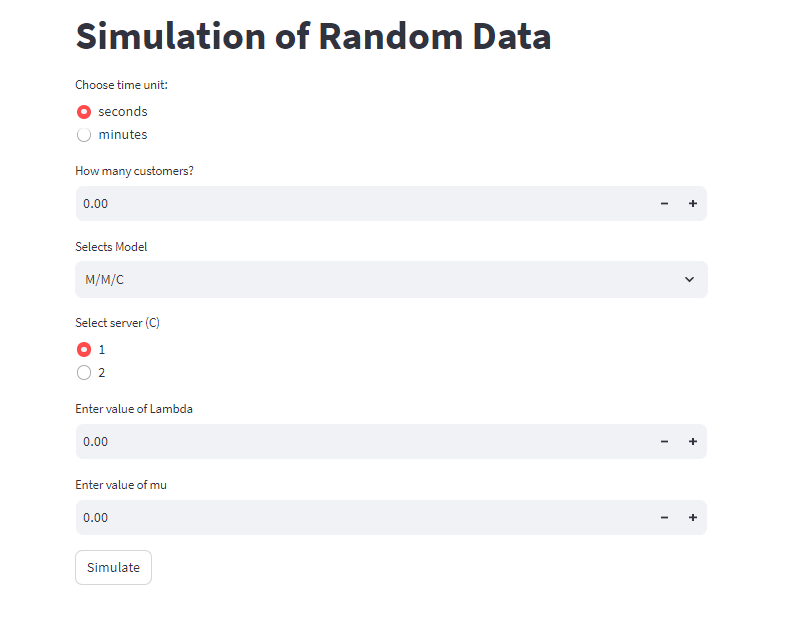 Simulation of Random Data
Choose time unit:
seconds
minutes
How many customers?
0.00 − +
Selects Model
M/M/C
Select server (C)
1
2
Enter value of Lambda
0.00 − +
Enter value of mu
0.00 − +
Simulate